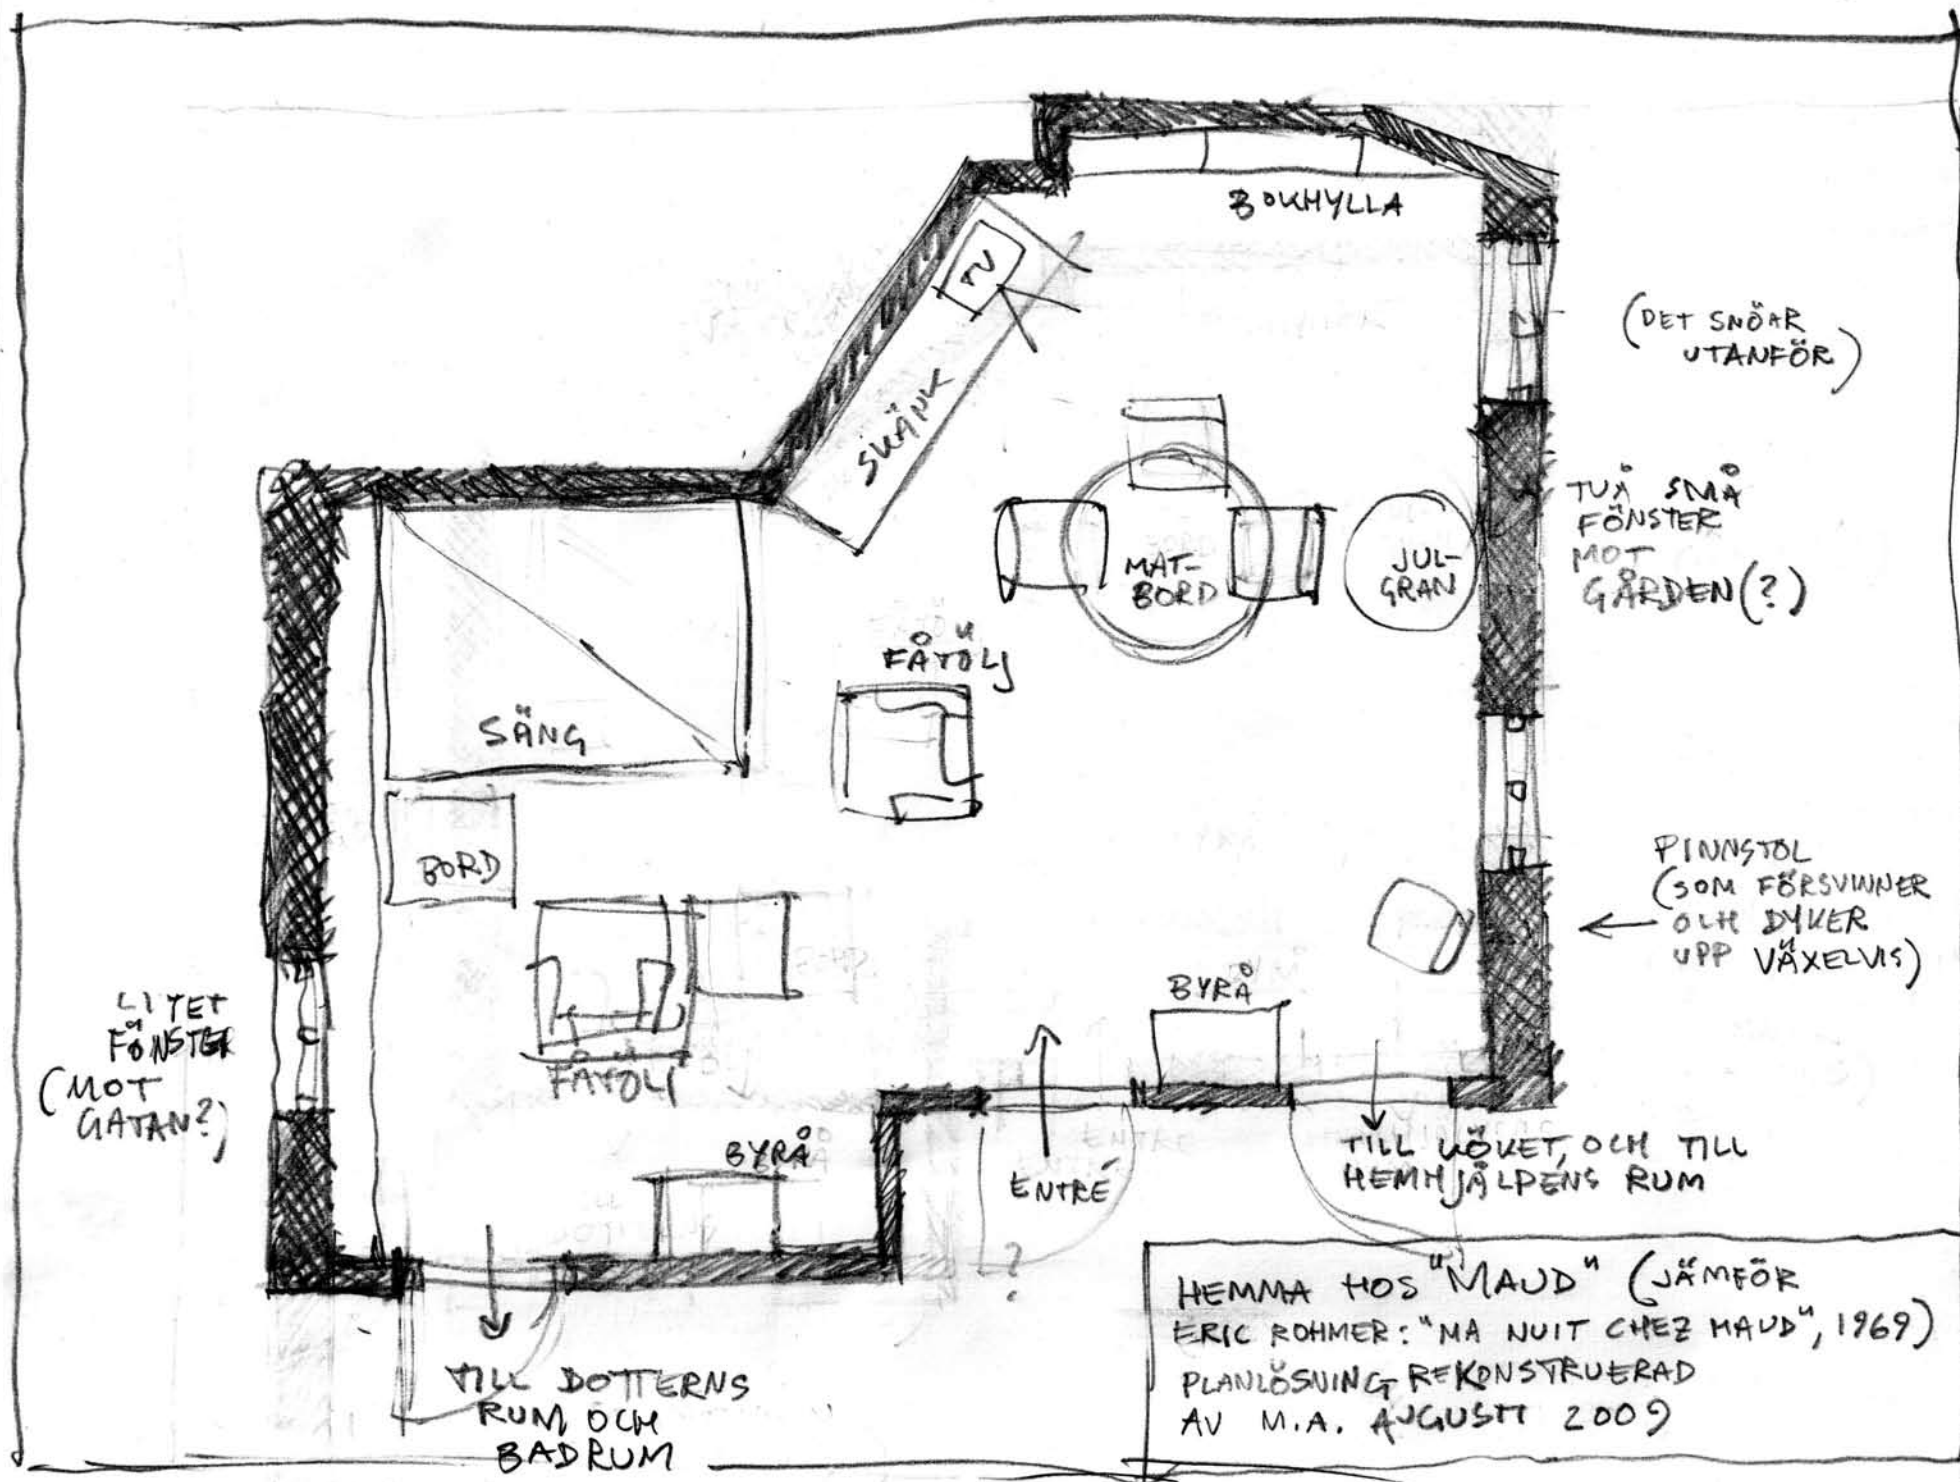 BOKHYLLA
TV
SKÄNK
(DET SNÖAR
UTANFÖR)
TVÅ SMÅ
FÖNSTER
MOT
GÅRDEN(?)
MAT-
BORD
JUL-
GRAN
FÅTÖLJ
SÄNG
BORD
PINNSTOL
(SOM FÖRSVINNER
OCH DYKER
UPP VÄXELVIS)
BYRÅ
LITET
FÖNSTER
(MOT
GATAN?)
FÅTÖLJ
BYRÅ
ENTRÉ
?
TILL KÖKET, OCH TILL
HEMHJÄLPENS RUM
TILL DOTTERNS
RUM OCH
BADRUM
HEMMA HOS "MAUD" (JÄMFÖR
ERIC ROHMER: "MA NUIT CHEZ MAUD", 1969)
PLANLÖSNING REKONSTRUERAD
AV M.A. AUGUSTI 2009